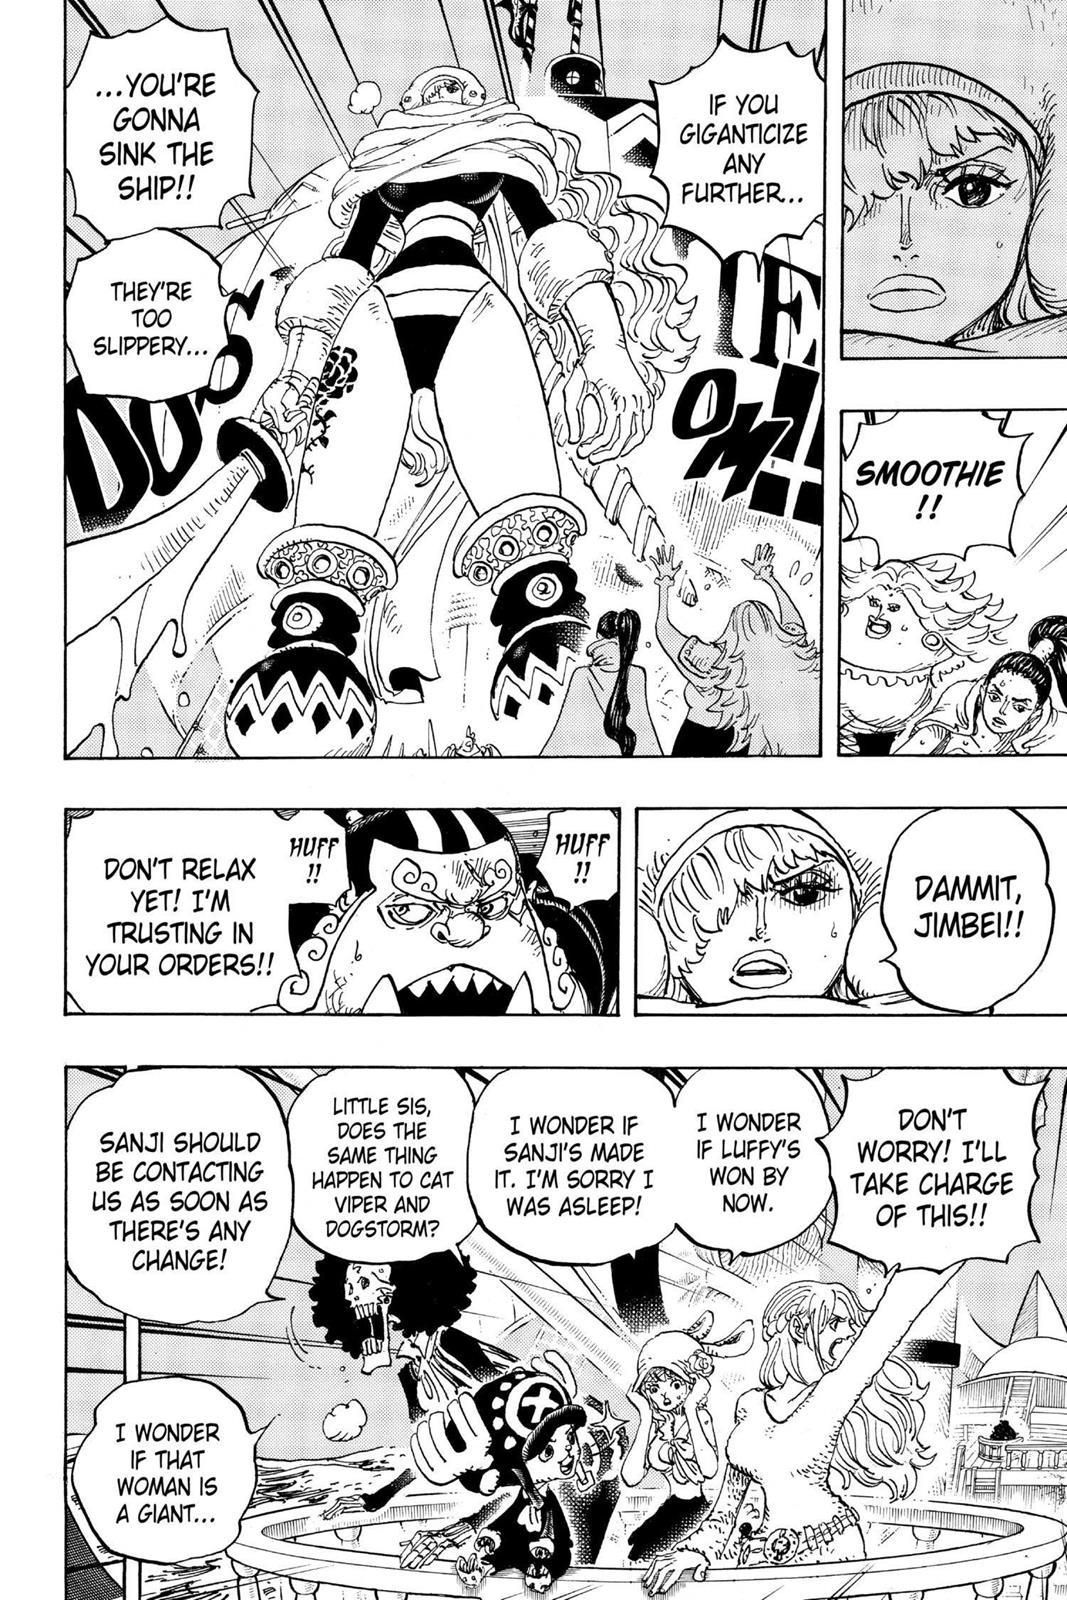 SMOOTHIE
!!
IF YOU
GIGANTICIZE
ANY
FURTHER...
...YOU'RE
GONNA
SINK THE
SHIP!!
THEY'RE
TOO
SLIPPERY...
DAMMIT,
JIMBEI!!
HUFF
!!
HUFF
!!
DON'T RELAX
YET! I'M
TRUSTING IN
YOUR ORDERS!!
DON'T
WORRY! I'LL
TAKE CHARGE
OF THIS!!
I WONDER
IF LUFFY'S
WON BY
NOW.
I WONDER IF
SANJI'S MADE
IT. I'M SORRY I
WAS ASLEEP!
LITTLE SIS,
DOES THE
SAME THING
HAPPEN TO CAT
VIPER AND
DOGSTORM?
SANJI SHOULD
BE CONTACTING
US AS SOON AS
THERE'S ANY
CHANGE!
I WONDER
IF THAT
WOMAN IS
A GIANT...